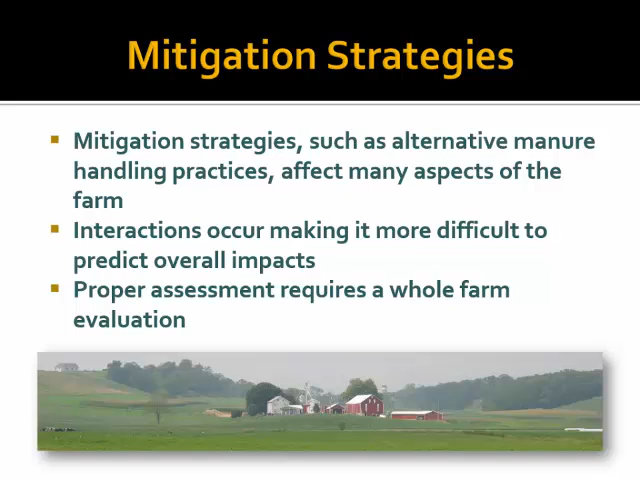 Mitigation Strategies
Mitigation strategies, such as alternative manure
handling practices, affect many aspects of the
farm
Interactions occur making it more difficult to
predict overall impacts
Proper assessment requires a whole farm
evaluation